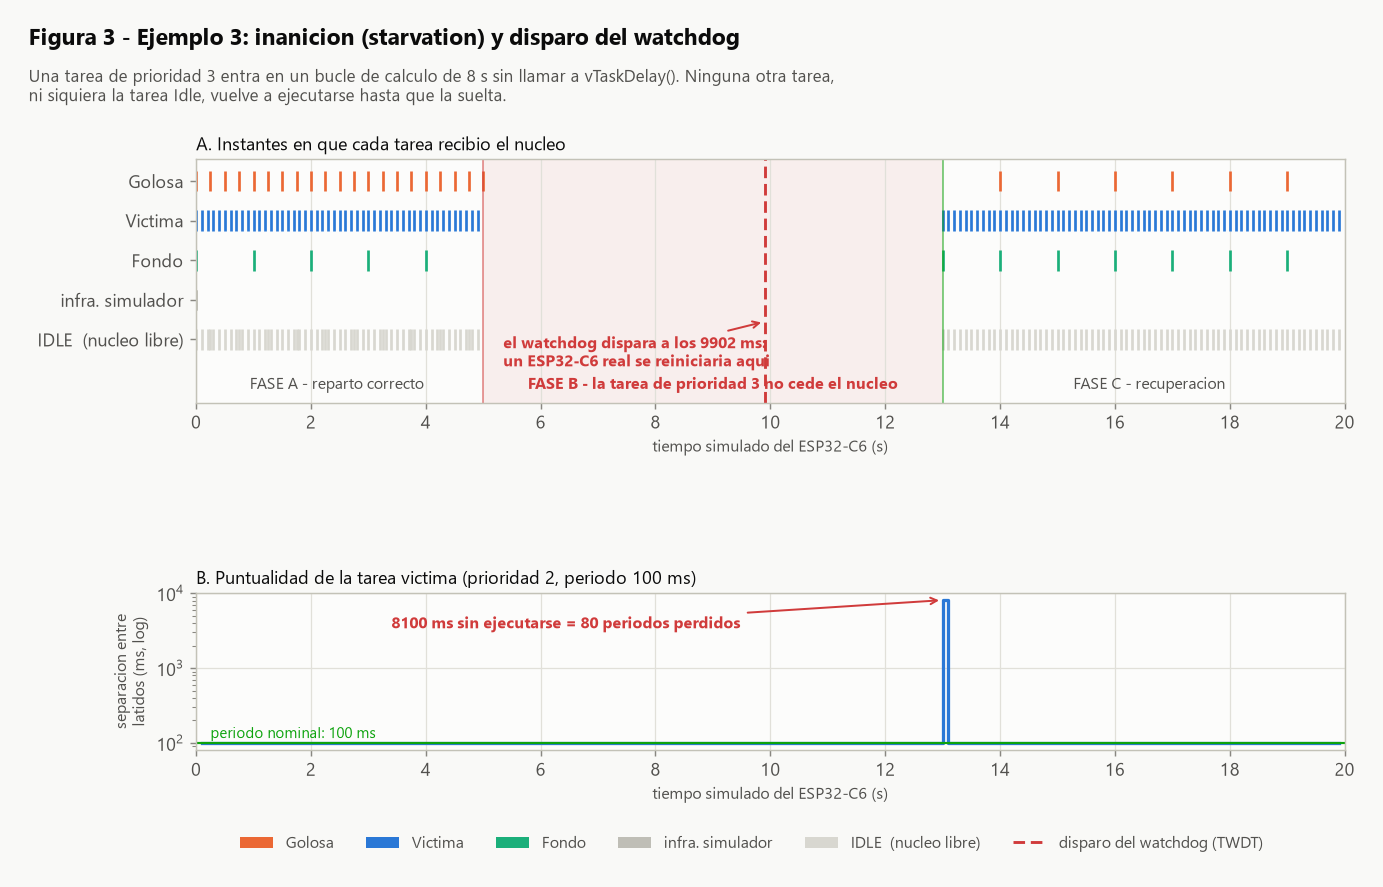 Figura 3 - Ejemplo 3: inanicion (starvation) y disparo del watchdog
Una tarea de prioridad 3 entra en un bucle de calculo de 8 s sin llamar a vTaskDelay(). Ninguna otra tarea,
ni siquiera la tarea Idle, vuelve a ejecutarse hasta que la suelta.
A. Instantes en que cada tarea recibio el nucleo
Golosa
Victima
Fondo
infra. simulador
IDLE (nucleo libre)
el watchdog dispara a los 9902 ms:
un ESP32-C6 real se reiniciaria aqui
FASE A - reparto correcto
FASE B - la tarea de prioridad 3 no cede el nucleo
FASE C - recuperacion
0 2 4 6 8 10 12 14 16 18 20
tiempo simulado del ESP32-C6 (s)
B. Puntualidad de la tarea victima (prioridad 2, periodo 100 ms)
separacion entre
latidos (ms, log)
10⁴
10³
10²
8100 ms sin ejecutarse = 80 periodos perdidos
periodo nominal: 100 ms
0 2 4 6 8 10 12 14 16 18 20
tiempo simulado del ESP32-C6 (s)
Golosa Victima Fondo infra. simulador IDLE (nucleo libre) disparo del watchdog (TWDT)